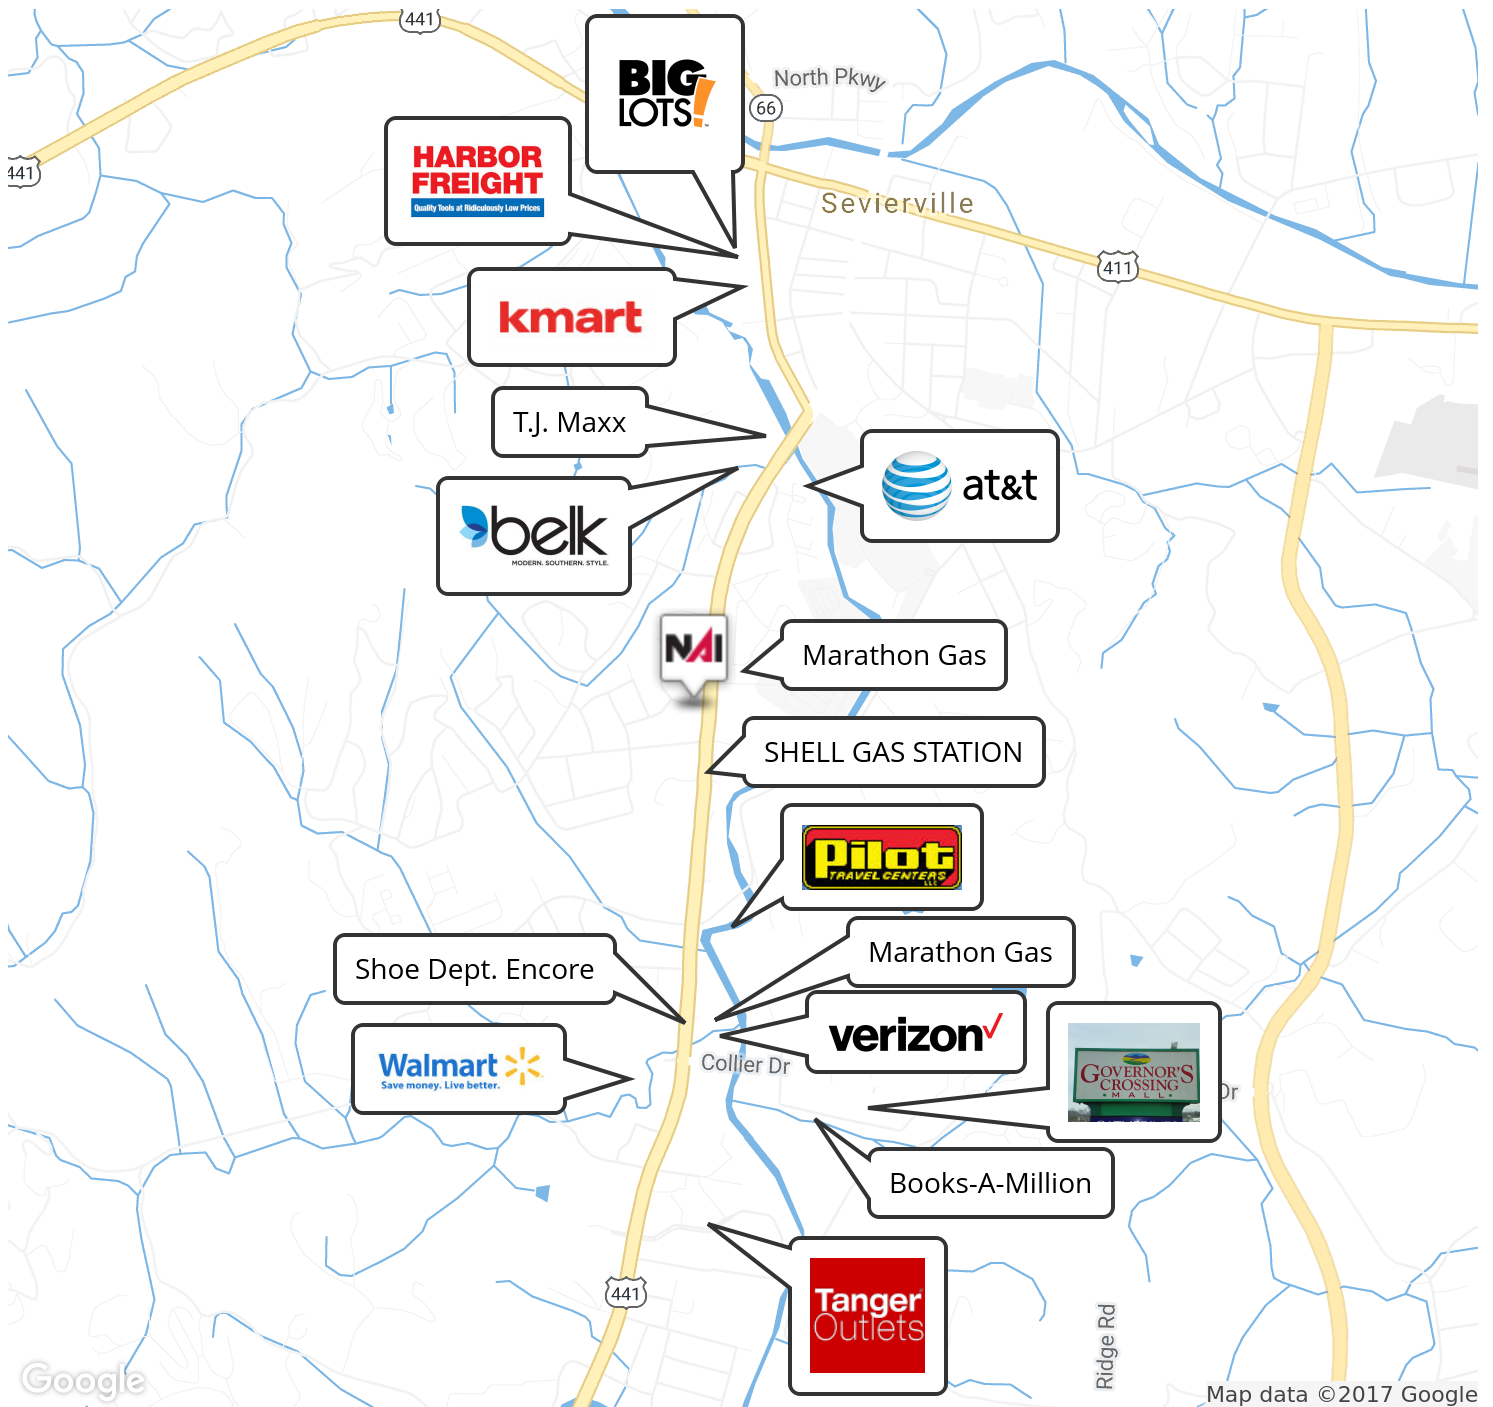 441
BIG
LOTS!
North Pkwy
66
441
HARBOR
FREIGHT
Quality Tools at Ridiculously Low Prices
Sevierville
411
kmart
T.J. Maxx
at&t
belk
MODERN. SOUTHERN. STYLE.
NAI
Marathon Gas
SHELL GAS STATION
Pilot
TRAVEL CENTERS
LLC
Marathon Gas
Shoe Dept. Encore
verizon
Walmart
Save money. Live better.
Collier Dr
GOVERNOR'S
CROSSING
MALL
Dr
Books-A-Million
Tanger
Outlets
441
Ridge Rd
Google
Map data ©2017 Google